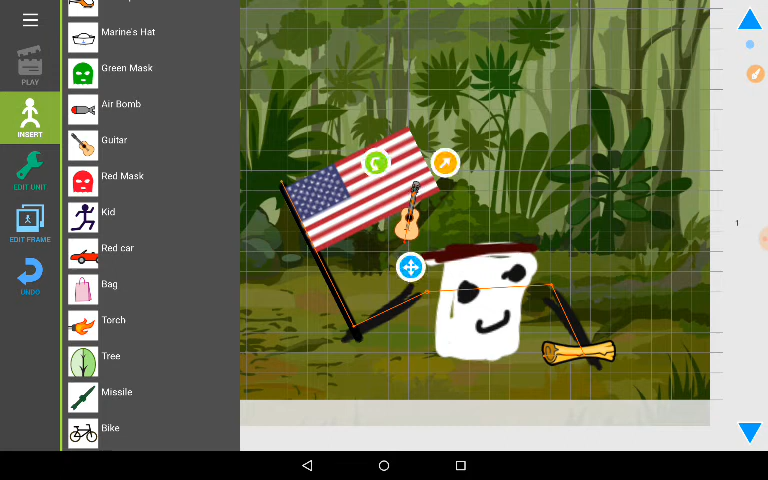 PLAY
INSERT
EDIT UNIT
EDIT FRAME
UNDO
Marine's Hat
Green Mask
Air Bomb
Guitar
Red Mask
Kid
Red car
Bag
Torch
Tree
Missile
Bike
1